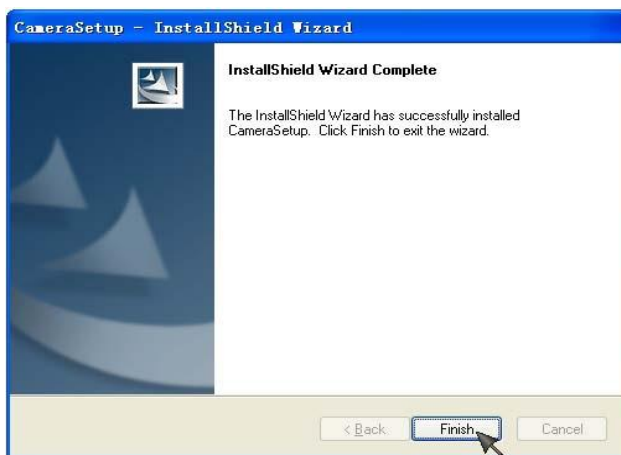 CameraSetup - InstallShield Wizard
InstallShield Wizard Complete
The InstallShield Wizard has successfully installed
CameraSetup. Click Finish to exit the wizard.
< Back
Finish
Cancel